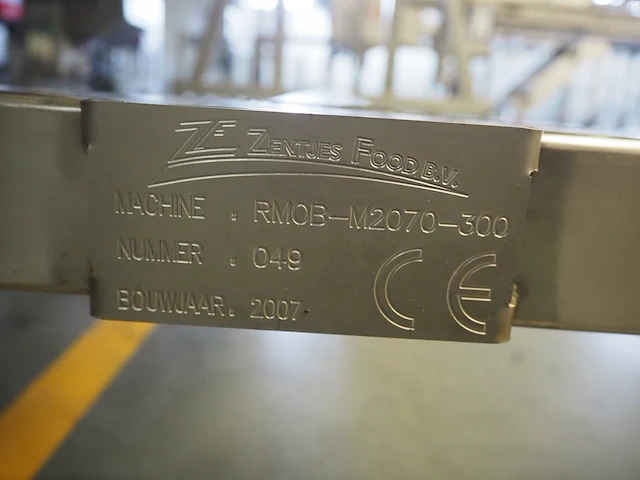 ZF ZENTJES FOOD B.V.
MACHINE : RMOB-M2070-300
NUMMER : 049
BOUWJAAR: 2007
CE